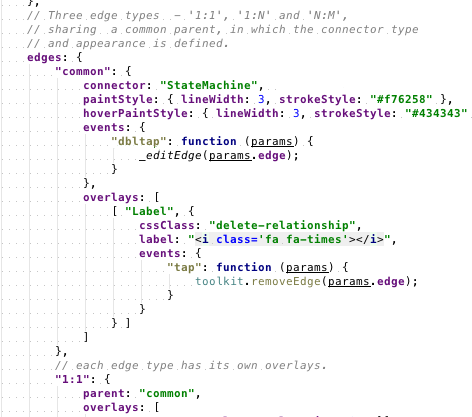 },
// Three edge types - '1:1', '1:N' and 'N:M',
// sharing a common parent, in which the connector type
// and appearance is defined.
edges: {
"common": {
connector: "StateMachine",
paintStyle: { lineWidth: 3, strokeStyle: "#f76258" },
hoverPaintStyle: { lineWidth: 3, strokeStyle: "#434343"
events: {
"dbltap": function (params) {
_editEdge(params.edge);
}
},
overlays: [
[ "Label", {
cssClass: "delete-relationship",
label: "<i class='fa fa-times'></i>",
events: {
"tap": function (params) {
toolkit.removeEdge(params.edge);
}
}
} ]
]
},
// each edge type has its own overlays.
"1:1": {
parent: "common",
overlays: [